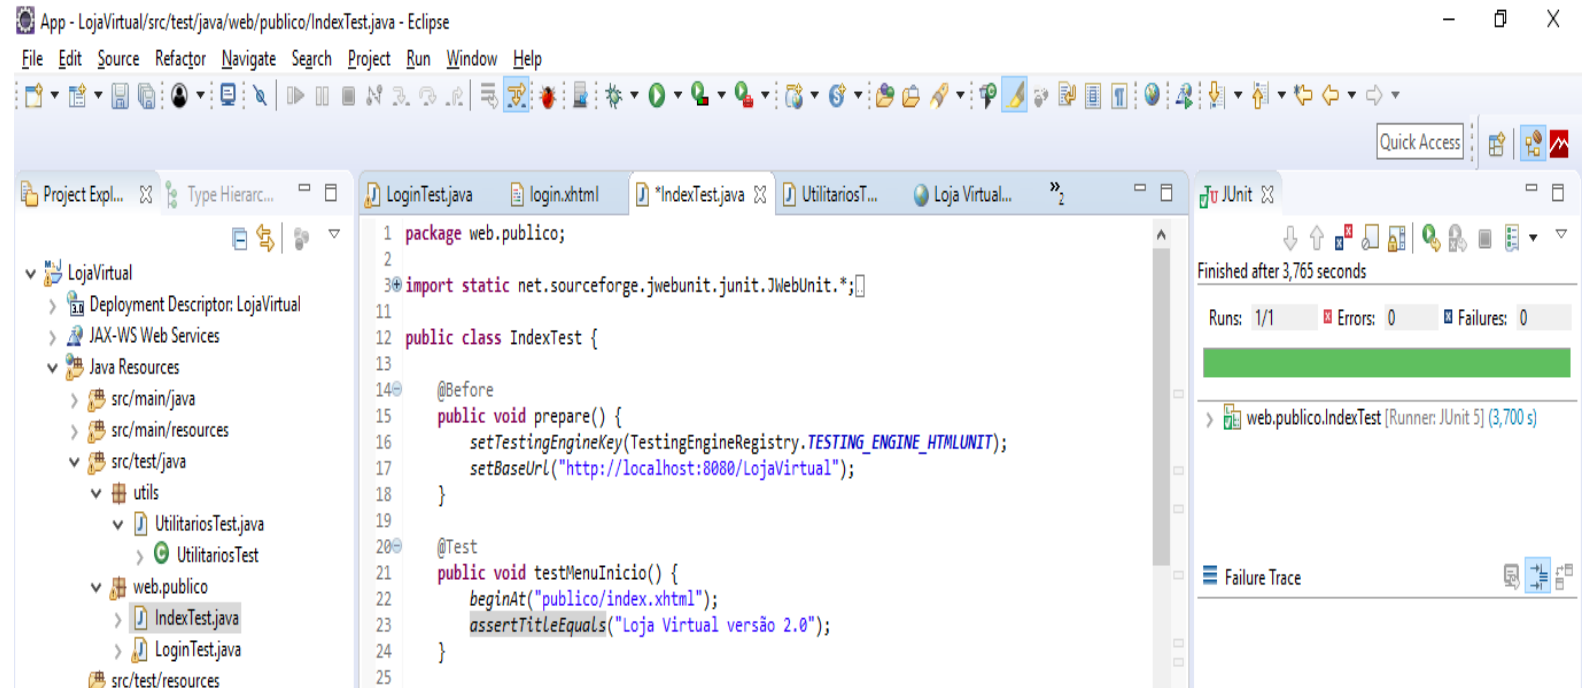 App - LojaVirtual/src/test/java/web/publico/IndexTest.java - Eclipse
File Edit Source Refactor Navigate Search Project Run Window Help
Quick Access
Project Expl... Type Hierarc...
LojaVirtual
Deployment Descriptor: LojaVirtual
JAX-WS Web Services
Java Resources
src/main/java
src/main/resources
src/test/java
utils
UtilitariosTest.java
UtilitariosTest
web.publico
IndexTest.java
LoginTest.java
src/test/resources
LoginTest.java login.xhtml *IndexTest.java UtilitariosT... Loja Virtual... »2
1 package web.publico;
2
3 import static net.sourceforge.jwebunit.junit.JWebUnit.*;
11
12 public class IndexTest {
13
14 @Before
15 public void prepare() {
16 setTestingEngineKey(TestingEngineRegistry.TESTING_ENGINE_HTMLUNIT);
17 setBaseUrl("http://localhost:8080/LojaVirtual");
18 }
19
20 @Test
21 public void testMenuInicio() {
22 beginAt("publico/index.xhtml");
23 assertTitleEquals("Loja Virtual versão 2.0");
24 }
25
JUnit
Finished after 3,765 seconds
Runs: 1/1 Errors: 0 Failures: 0
web.publico.IndexTest [Runner: JUnit 5] (3,700 s)
Failure Trace